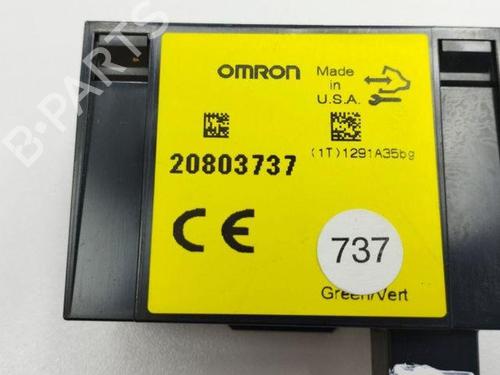 B-PARTS
OMRON
Made
in
U.S.A.
20803737
(1T)1291A35bg
CE
737
Green/Vert